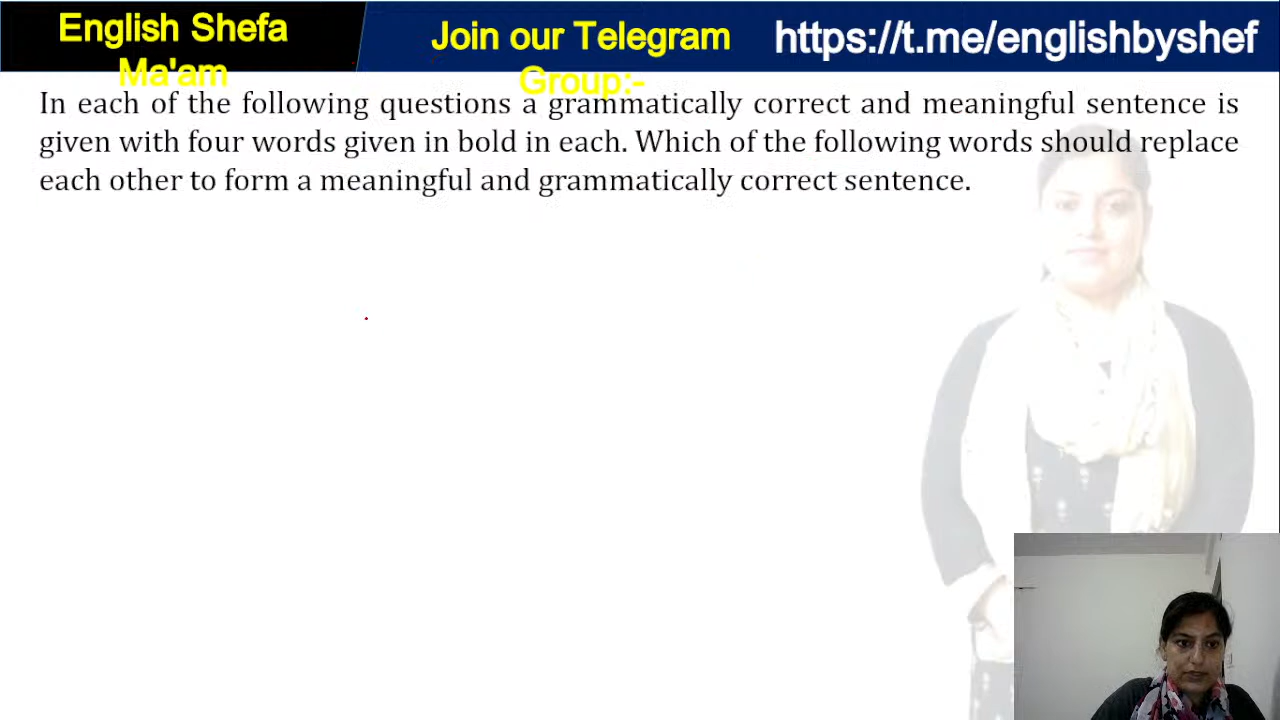 English Shefa Ma'am
Join our Telegram Group:-
https://t.me/englishbyshef
In each of the following questions a grammatically correct and meaningful sentence is
given with four words given in bold in each. Which of the following words should replace
each other to form a meaningful and grammatically correct sentence.